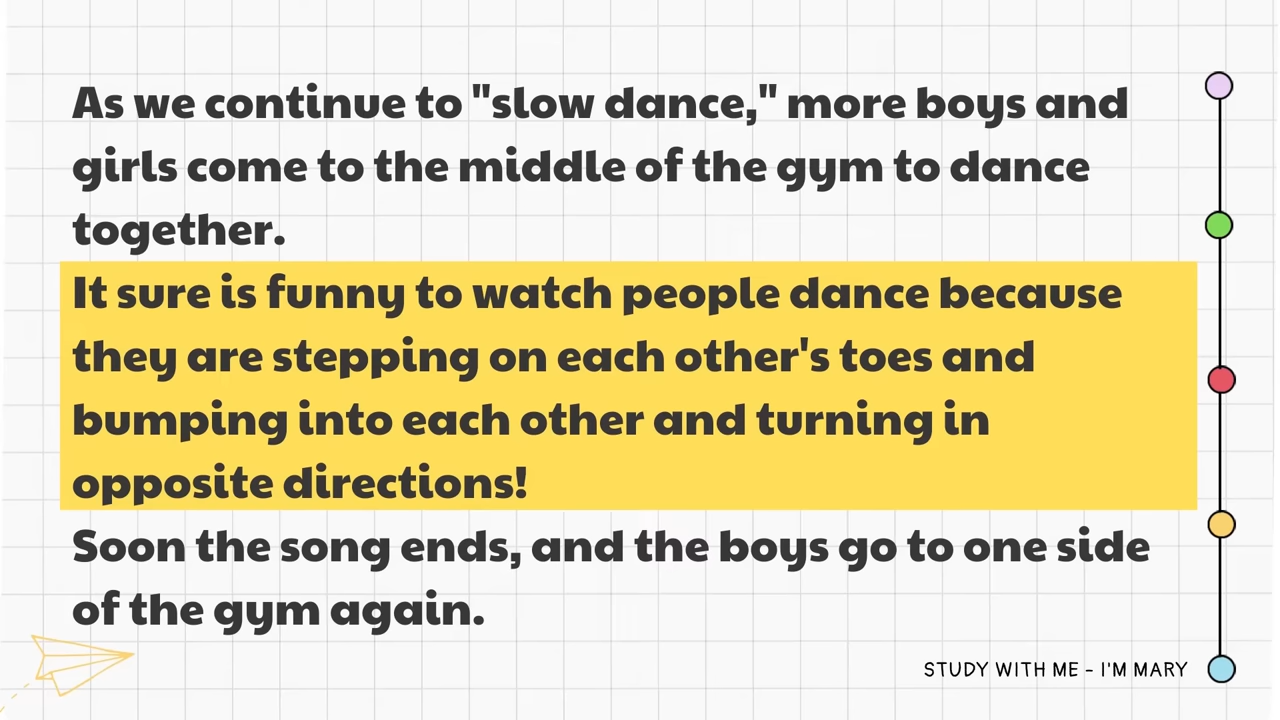 As we continue to "slow dance," more boys and
girls come to the middle of the gym to dance
together.
It sure is funny to watch people dance because
they are stepping on each other's toes and
bumping into each other and turning in
opposite directions!
Soon the song ends, and the boys go to one side
of the gym again.
STUDY WITH ME - I'M MARY